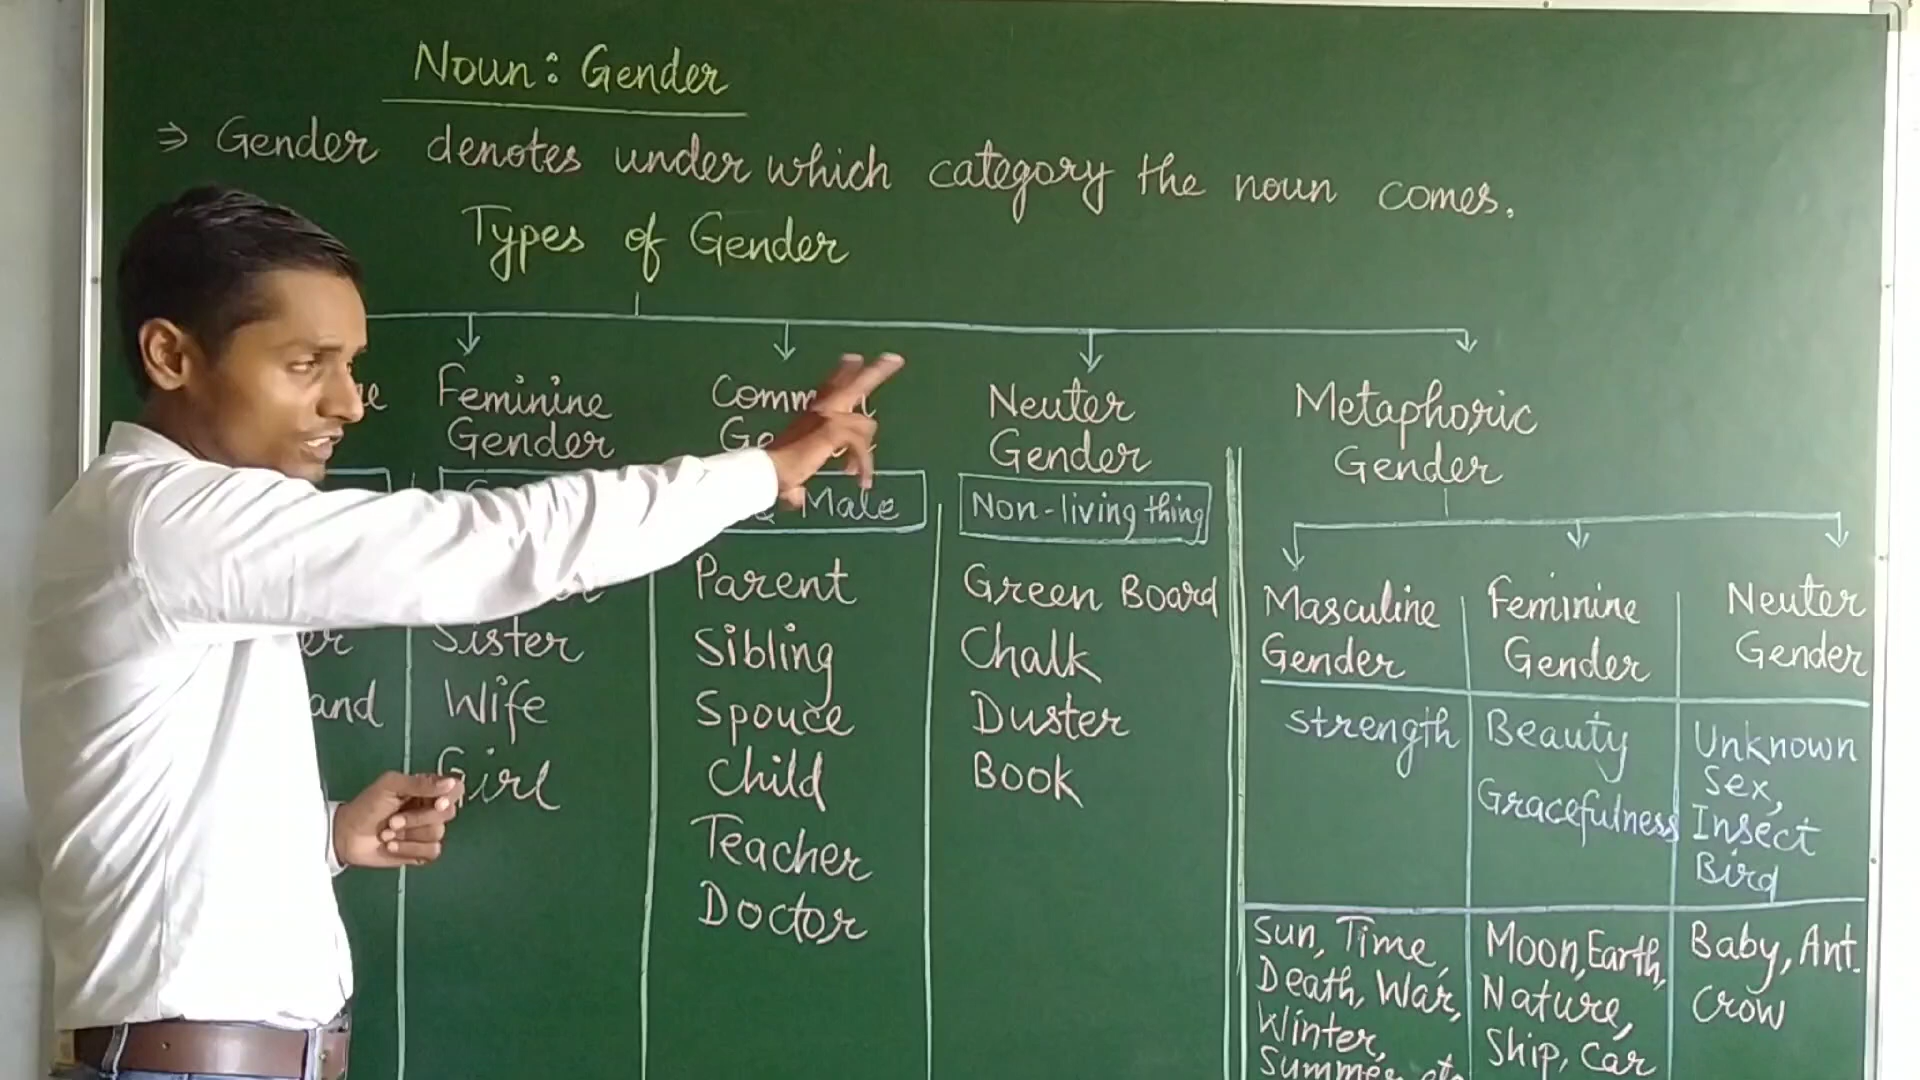 Noun: Gender
⇒ Gender denotes under which category the noun comes.
Types of Gender
Feminine
Gender
Neuter
Gender
Non-living thing
Metaphoric
Gender
Male
Sister
Wife
Girl
Parent
Sibling
Spouce
Child
Teacher
Doctor
Green Board
Chalk
Duster
Book
Masculine
Gender
Feminine
Gender
Neuter
Gender
Strength
Beauty
Gracefulness
Unknown
Sex,
Insect
Bird
Sun, Time,
Death, War,
Winter,
Summer, etc
Moon, Earth,
Nature,
Ship, Car
Baby, Ant.
Crow